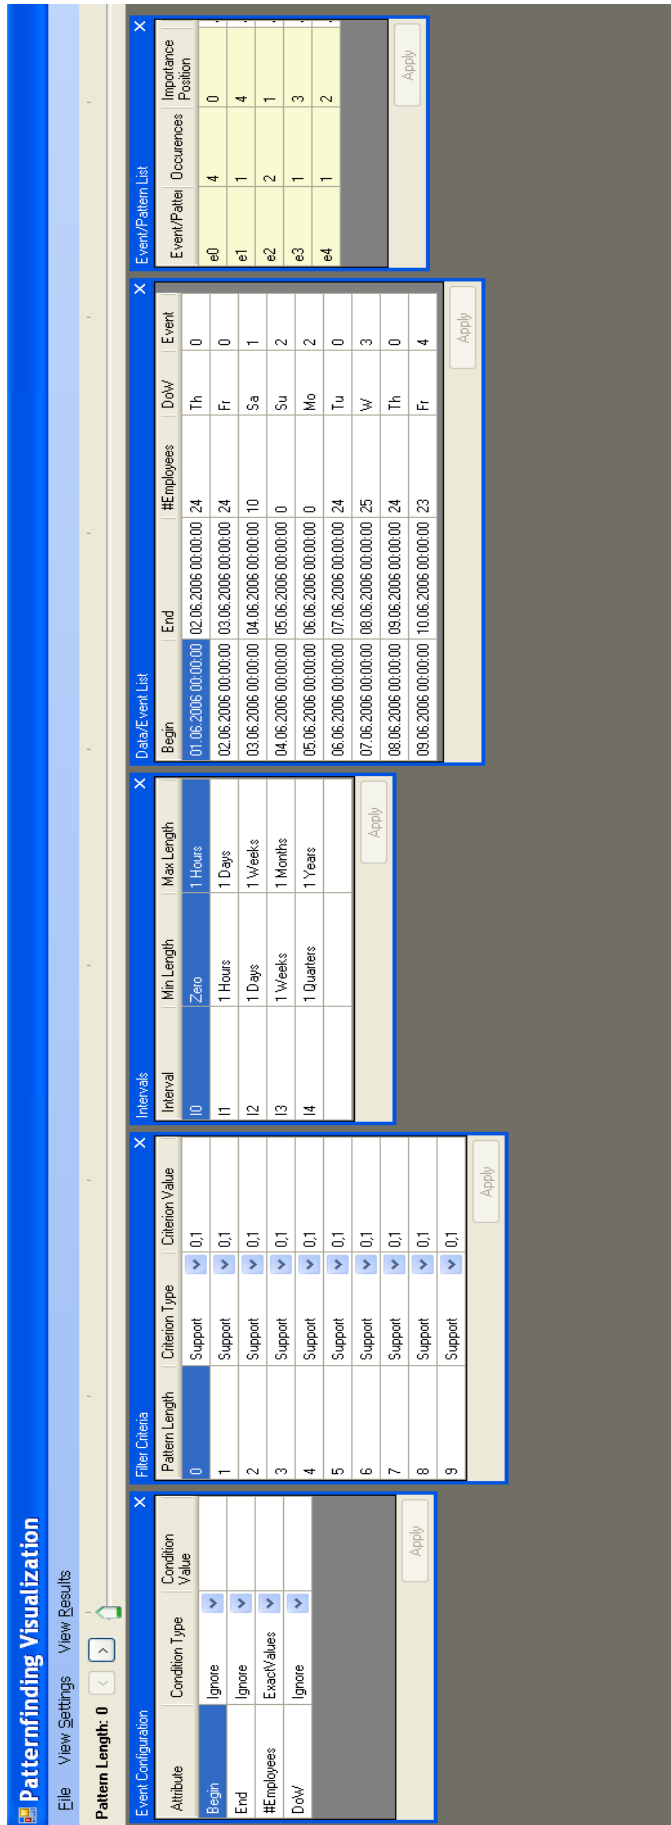 Patternfinding Visualization
File View Settings View Results
Pattern Length: 0 < >
Event Configuration X
Attribute Condition Type Condition Value
Begin Ignore
End Ignore
#Employees ExactValues
DoW Ignore
Apply
Filter Criteria X
Pattern Length Criterion Type Criterion Value
0 Support 0,1
1 Support 0,1
2 Support 0,1
3 Support 0,1
4 Support 0,1
5 Support 0,1
6 Support 0,1
7 Support 0,1
8 Support 0,1
9 Support 0,1
Apply
Intervals X
Interval Min Length Max Length
I0 Zero 1 Hours
I1 1 Hours 1 Days
I2 1 Days 1 Weeks
I3 1 Weeks 1 Months
I4 1 Quarters 1 Years
Apply
Data/Event List X
Begin End #Employees DoW Event
01.06.2006 00:00:00 02.06.2006 00:00:00 24 Th 0
02.06.2006 00:00:00 03.06.2006 00:00:00 24 Fr 0
03.06.2006 00:00:00 04.06.2006 00:00:00 10 Sa 1
04.06.2006 00:00:00 05.06.2006 00:00:00 0 Su 2
05.06.2006 00:00:00 06.06.2006 00:00:00 0 Mo 2
06.06.2006 00:00:00 07.06.2006 00:00:00 24 Tu 0
07.06.2006 00:00:00 08.06.2006 00:00:00 25 W 3
08.06.2006 00:00:00 09.06.2006 00:00:00 24 Th 0
09.06.2006 00:00:00 10.06.2006 00:00:00 23 Fr 4
Apply
Event/Pattern List X
Event/Patter Occurences Importance Position
e0 4 0
e1 1 4
e2 2 1
e3 1 3
e4 1 2
Apply